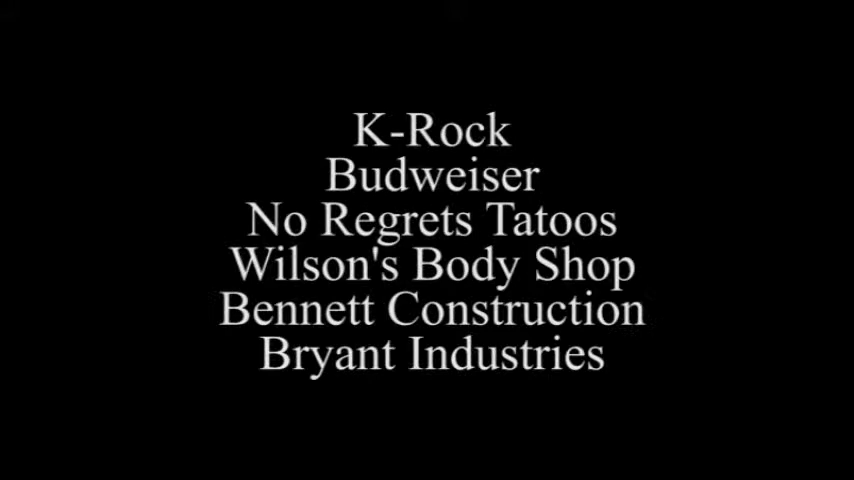 K-Rock
Budweiser
No Regrets Tatoos
Wilson's Body Shop
Bennett Construction
Bryant Industries